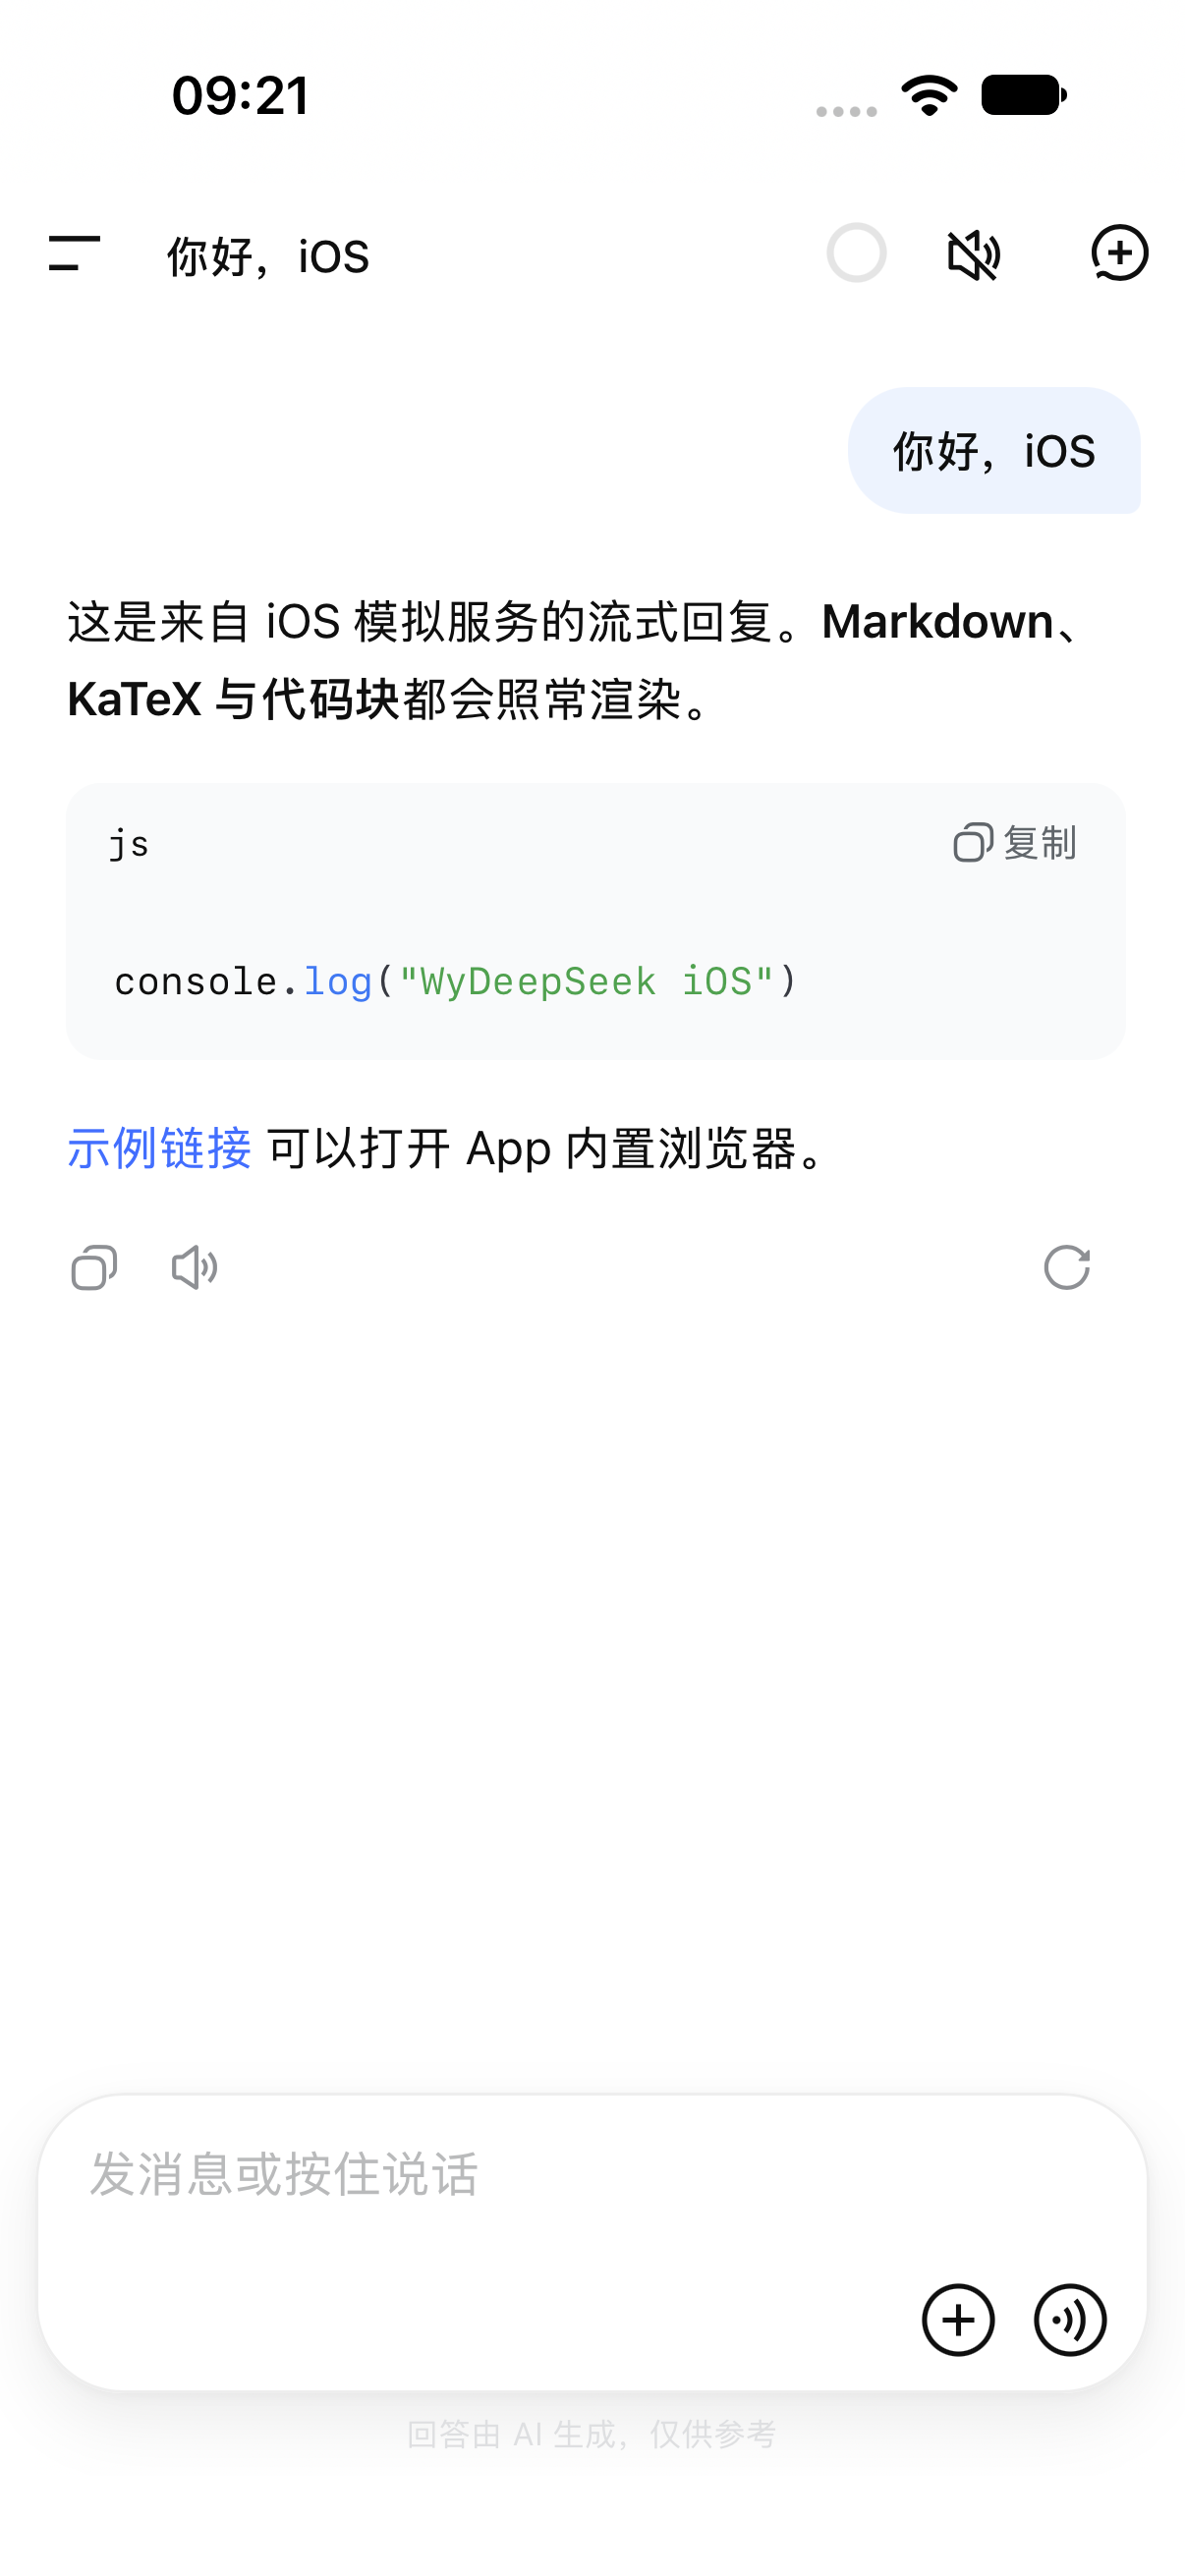 09:21
你好，iOS
你好，iOS
这是来自 iOS 模拟服务的流式回复。Markdown、
KaTeX 与代码块都会照常渲染。
js
复制
console.log("WyDeepSeek iOS")
示例链接 可以打开 App 内置浏览器。
发消息或按住说话
回答由 AI 生成，仅供参考